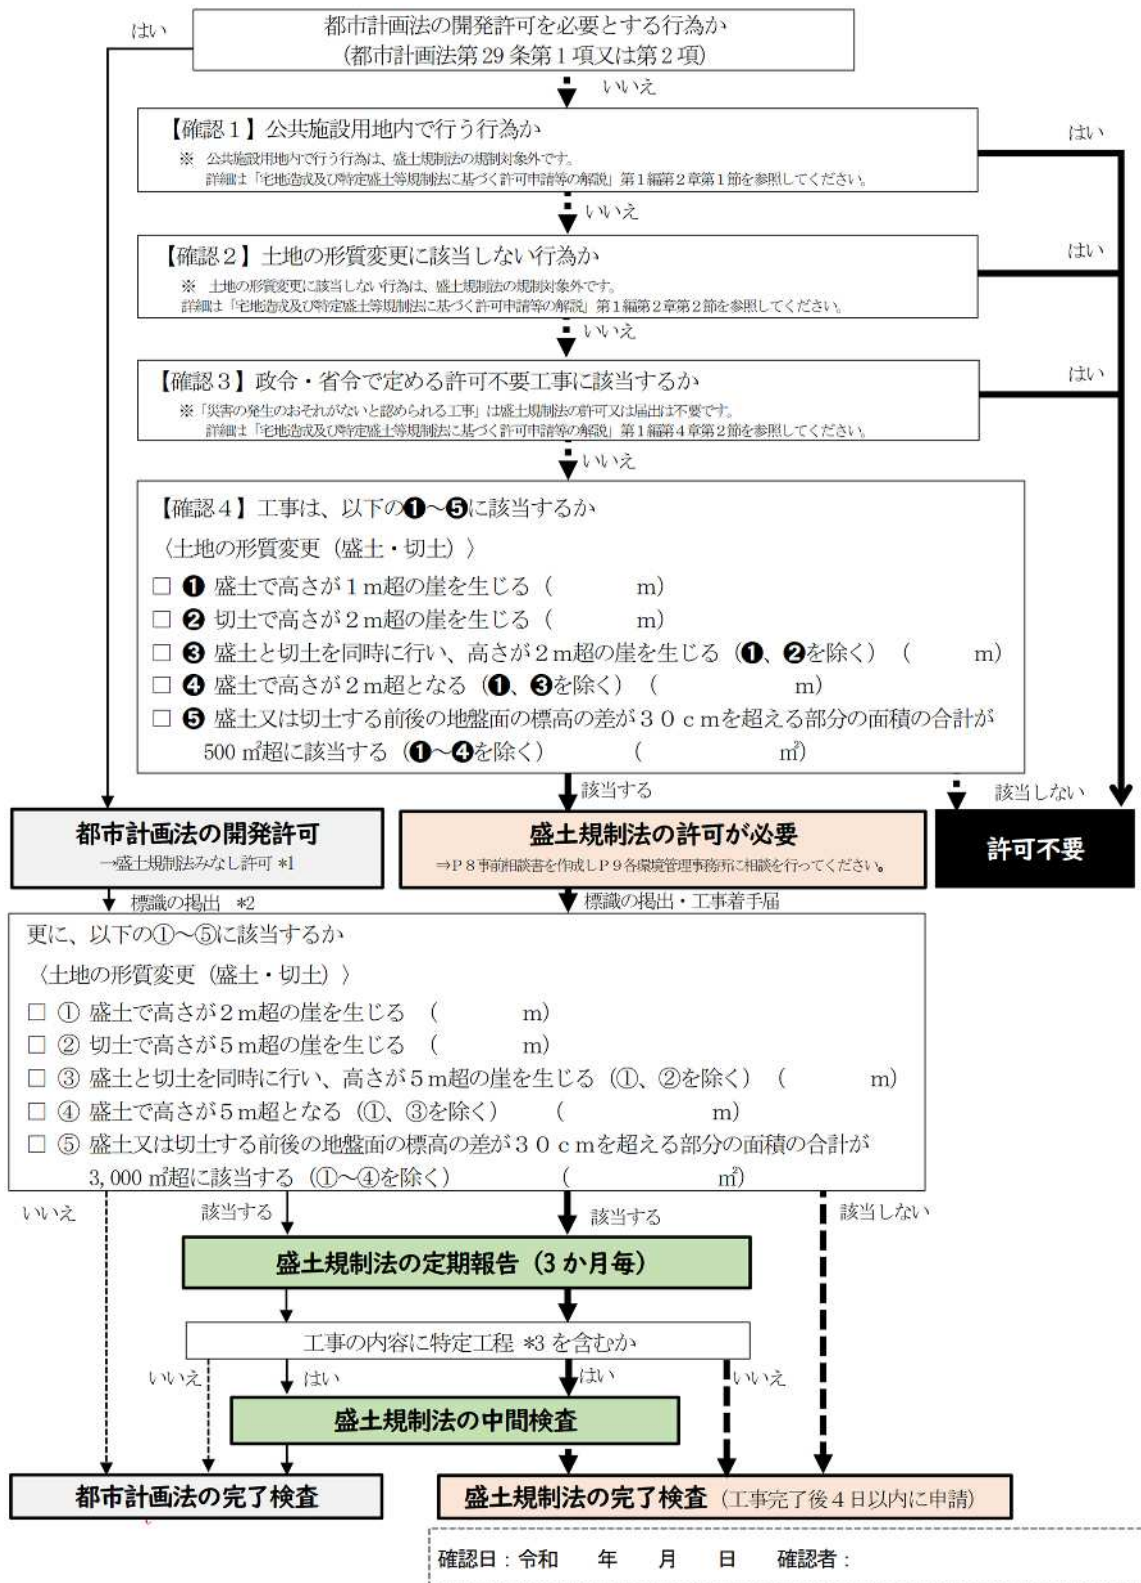 はい
都市計画法の開発許可を必要とする行為か
(都市計画法第29条第1項又は第2項)
いいえ
【確認1】公共施設用地内で行う行為か
※ 公共施設用地内で行う行為は、盛土規制法の規制対象外です。
詳細は「宅地造成及び特定盛土等規制法に基づく許可申請等の解説」第1編第2章第1節を参照してください。
はい
いいえ
【確認2】土地の形質変更に該当しない行為か
※ 土地の形質変更に該当しない行為は、盛土規制法の規制対象外です。
詳細は「宅地造成及び特定盛土等規制法に基づく許可申請等の解説」第1編第2章第2節を参照してください。
はい
いいえ
【確認3】政令・省令で定める許可不要工事に該当するか
※「災害の発生のおそれがないと認められる工事」は盛土規制法の許可又は届出は不要です。
詳細は「宅地造成及び特定盛土等規制法に基づく許可申請等の解説」第1編第4章第2節を参照してください。
はい
いいえ
【確認4】工事は、以下の❶～❺に該当するか
〈土地の形質変更(盛土・切土)〉
□ ❶ 盛土で高さが1m超の崖を生じる ( m)
□ ❷ 切土で高さが2m超の崖を生じる ( m)
□ ❸ 盛土と切土を同時に行い、高さが2m超の崖を生じる (❶、❷を除く) ( m)
□ ❹ 盛土で高さが2m超となる (❶、❸を除く) ( m)
□ ❺ 盛土又は切土する前後の地盤面の標高の差が30cmを超える部分の面積の合計が
500㎡超に該当する (❶～❹を除く) ( ㎡)
該当する
該当しない
都市計画法の開発許可
→盛土規制法みなし許可 *1
盛土規制法の許可が必要
⇒P8事前相談書を作成しP9各環境管理事務所に相談を行ってください。
許可不要
標識の掲出 *2
標識の掲出・工事着手届
更に、以下の①～⑤に該当するか
〈土地の形質変更(盛土・切土)〉
□ ① 盛土で高さが2m超の崖を生じる ( m)
□ ② 切土で高さが5m超の崖を生じる ( m)
□ ③ 盛土と切土を同時に行い、高さが5m超の崖を生じる (①、②を除く) ( m)
□ ④ 盛土で高さが5m超となる (①、③を除く) ( m)
□ ⑤ 盛土又は切土する前後の地盤面の標高の差が30cmを超える部分の面積の合計が
3,000㎡超に該当する (①～④を除く) ( ㎡)
いいえ
該当する
該当する
該当しない
盛土規制法の定期報告(3か月毎)
工事の内容に特定工程 *3 を含むか
いいえ
はい
はい
いいえ
盛土規制法の中間検査
都市計画法の完了検査
盛土規制法の完了検査 (工事完了後4日以内に申請)
確認日:令和 年 月 日 確認者: